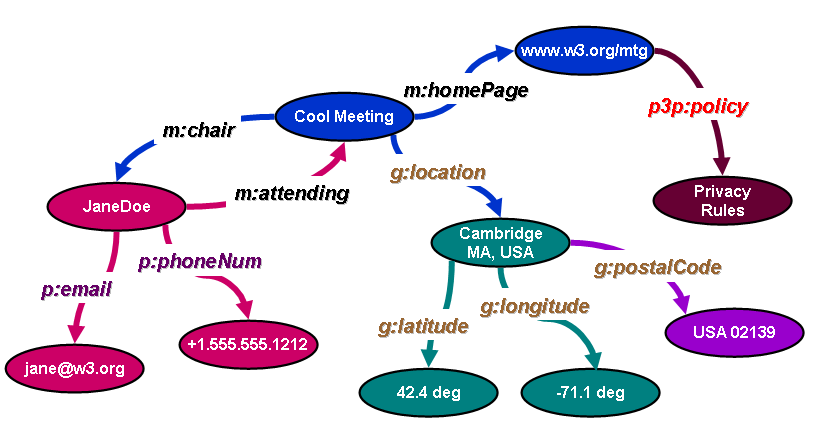 www.w3.org/mtg
m:homePage
p3p:policy
Cool Meeting
m:chair
g:location
Privacy
Rules
m:attending
JaneDoe
Cambridge
MA, USA
p:phoneNum
g:postalCode
p:email
g:longitude
g:latitude
USA 02139
+1.555.555.1212
jane@w3.org
42.4 deg
-71.1 deg